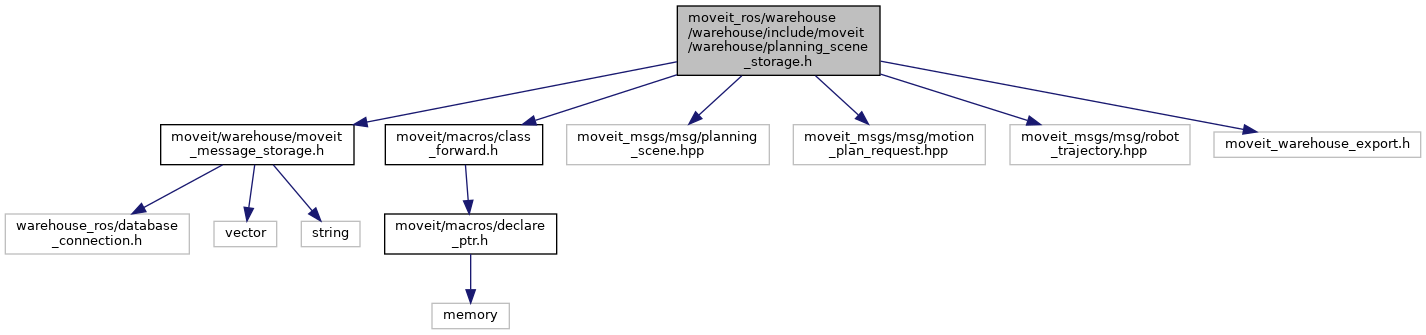 moveit_ros/warehouse
/warehouse/include/moveit
/warehouse/planning_scene
_storage.h
moveit/warehouse/moveit
_message_storage.h
moveit/macros/class
_forward.h
moveit_msgs/msg/planning
_scene.hpp
moveit_msgs/msg/motion
_plan_request.hpp
moveit_msgs/msg/robot
_trajectory.hpp
moveit_warehouse_export.h
warehouse_ros/database
_connection.h
vector
string
moveit/macros/declare
_ptr.h
memory